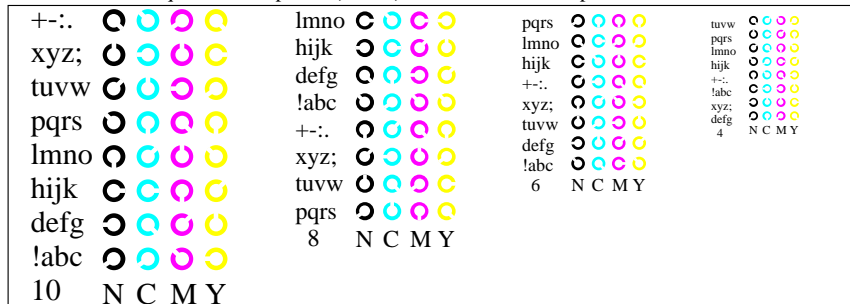 +-:.
xyz;
tuvw
pqrs
lmno
hijk
defg
!abc
10 N C M Y
lmno
hijk
defg
!abc
+-:.
xyz;
tuvw
pqrs
8 N C M Y
pqrs
lmno
hijk
+-:.
xyz;
tuvw
defg
!abc
6 N C M Y
tuvw
pqrs
lmno
hijk
+-:.
!abc
xyz;
defg
4 N C M Y